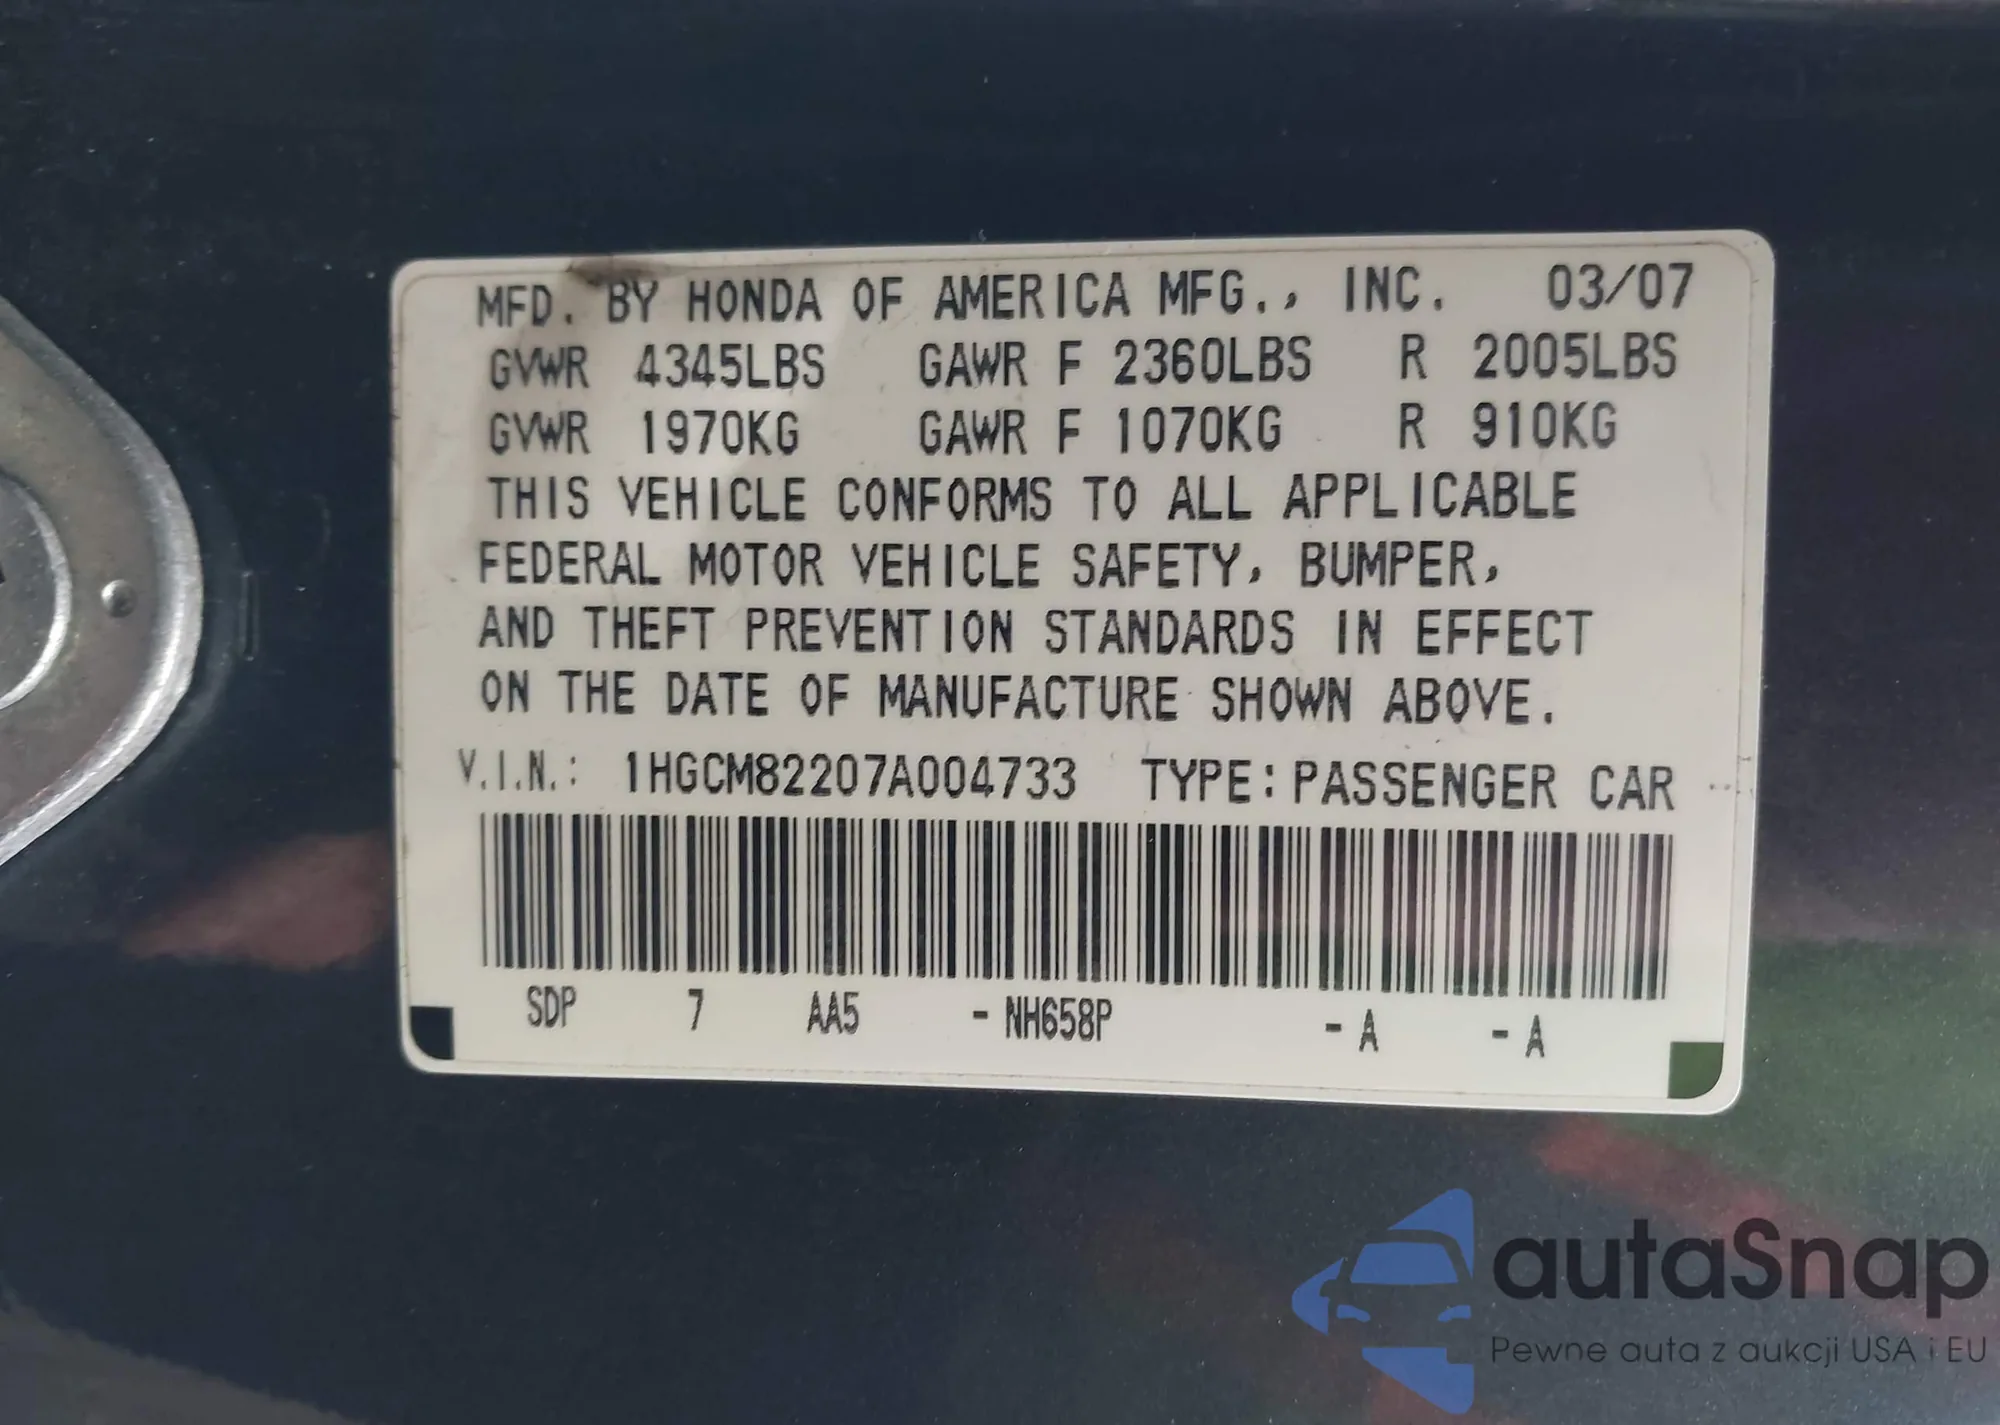 MFD. BY HONDA OF AMERICA MFG., INC. 03/07
GVWR 4345LBS GAWR F 2360LBS R 2005LBS
GVWR 1970KG GAWR F 1070KG R 910KG
THIS VEHICLE CONFORMS TO ALL APPLICABLE
FEDERAL MOTOR VEHICLE SAFETY, BUMPER,
AND THEFT PREVENTION STANDARDS IN EFFECT
ON THE DATE OF MANUFACTURE SHOWN ABOVE.
V.I.N.: 1HGCM82207A004733 TYPE:PASSENGER CAR
SDP 7 AA5 -NH658P -A -A
autaSnap
Pewne auta z aukcji USA i EU